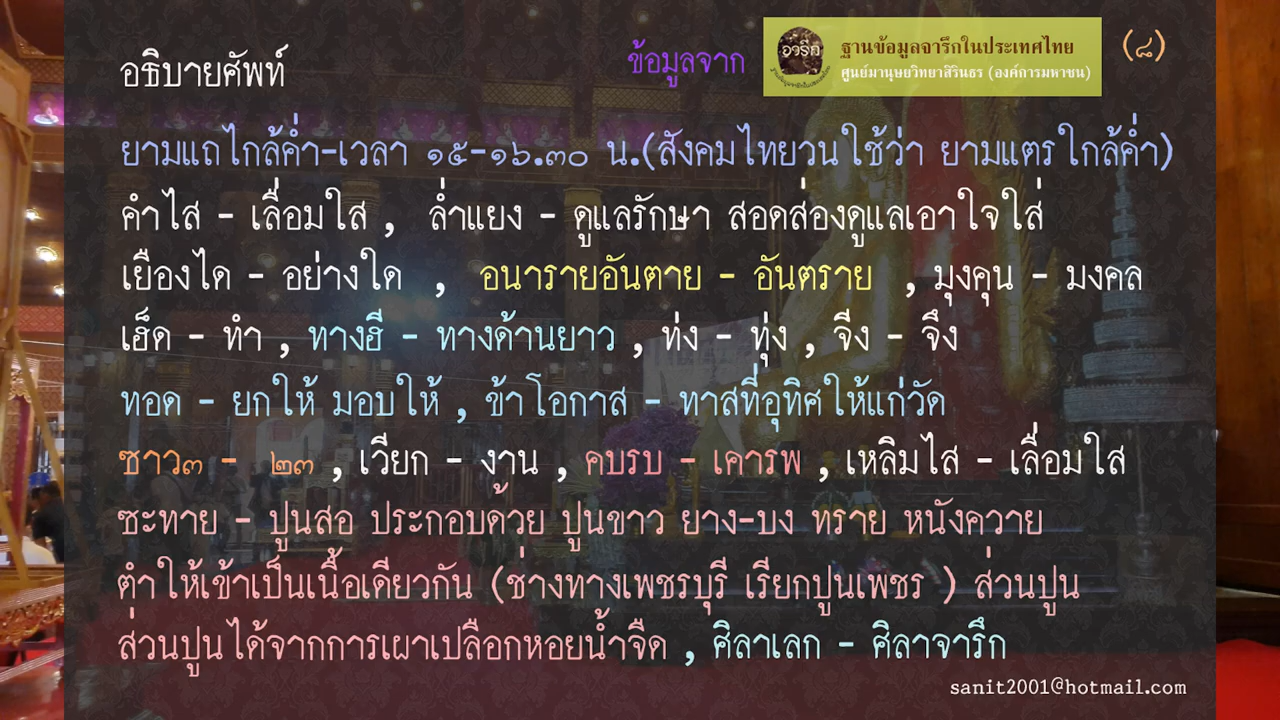 อธิบายศัพท์ ข้อมูลจาก
จารึก ฐานข้อมูลจารึกในประเทศไทย (๘)
ศูนย์มานุษยวิทยาสิรินธร (องค์การมหาชน)
ยามแถไกล้ค่ำ-เวลา ๑๕-๑๖.๓๐ น.(สังคมไทยวนใช้ว่า ยามแตรใกล้ค่ำ)
คำไส - เลื่อมใส , ล่ำแยง - ดูแลรักษา สอดส่องดูแลเอาใจใส่
เยืองได - อย่างใด , อนารายอันตาย - อันตราย , มุงคุน - มงคล
เฮ็ด - ทำ , ทางฮี - ทางด้านยาว , ท่ง - ทุ่ง , จีง - จึง
ทอด - ยกให้ มอบให้ , ข้าโอกาส - ทาสที่อุทิศให้แก่วัด
ซาว๓ - ๒๓ , เวียก - งาน , คบรบ - เคารพ , เหลิมไส - เลื่อมใส
ซะทาย - ปูนสอ ประกอบด้วย ปูนขาว ยาง-บง ทราย หนังควาย
ตำให้เข้าเป็นเนื้อเดียวกัน (ช่างทางเพชรบุรี เรียกปูนเพชร ) ส่วนปูน
ส่วนปูนได้จากการเผาเปลือกหอยน้ำจืด , ศิลาเลก - ศิลาจารึก
sanit2001@hotmail.com